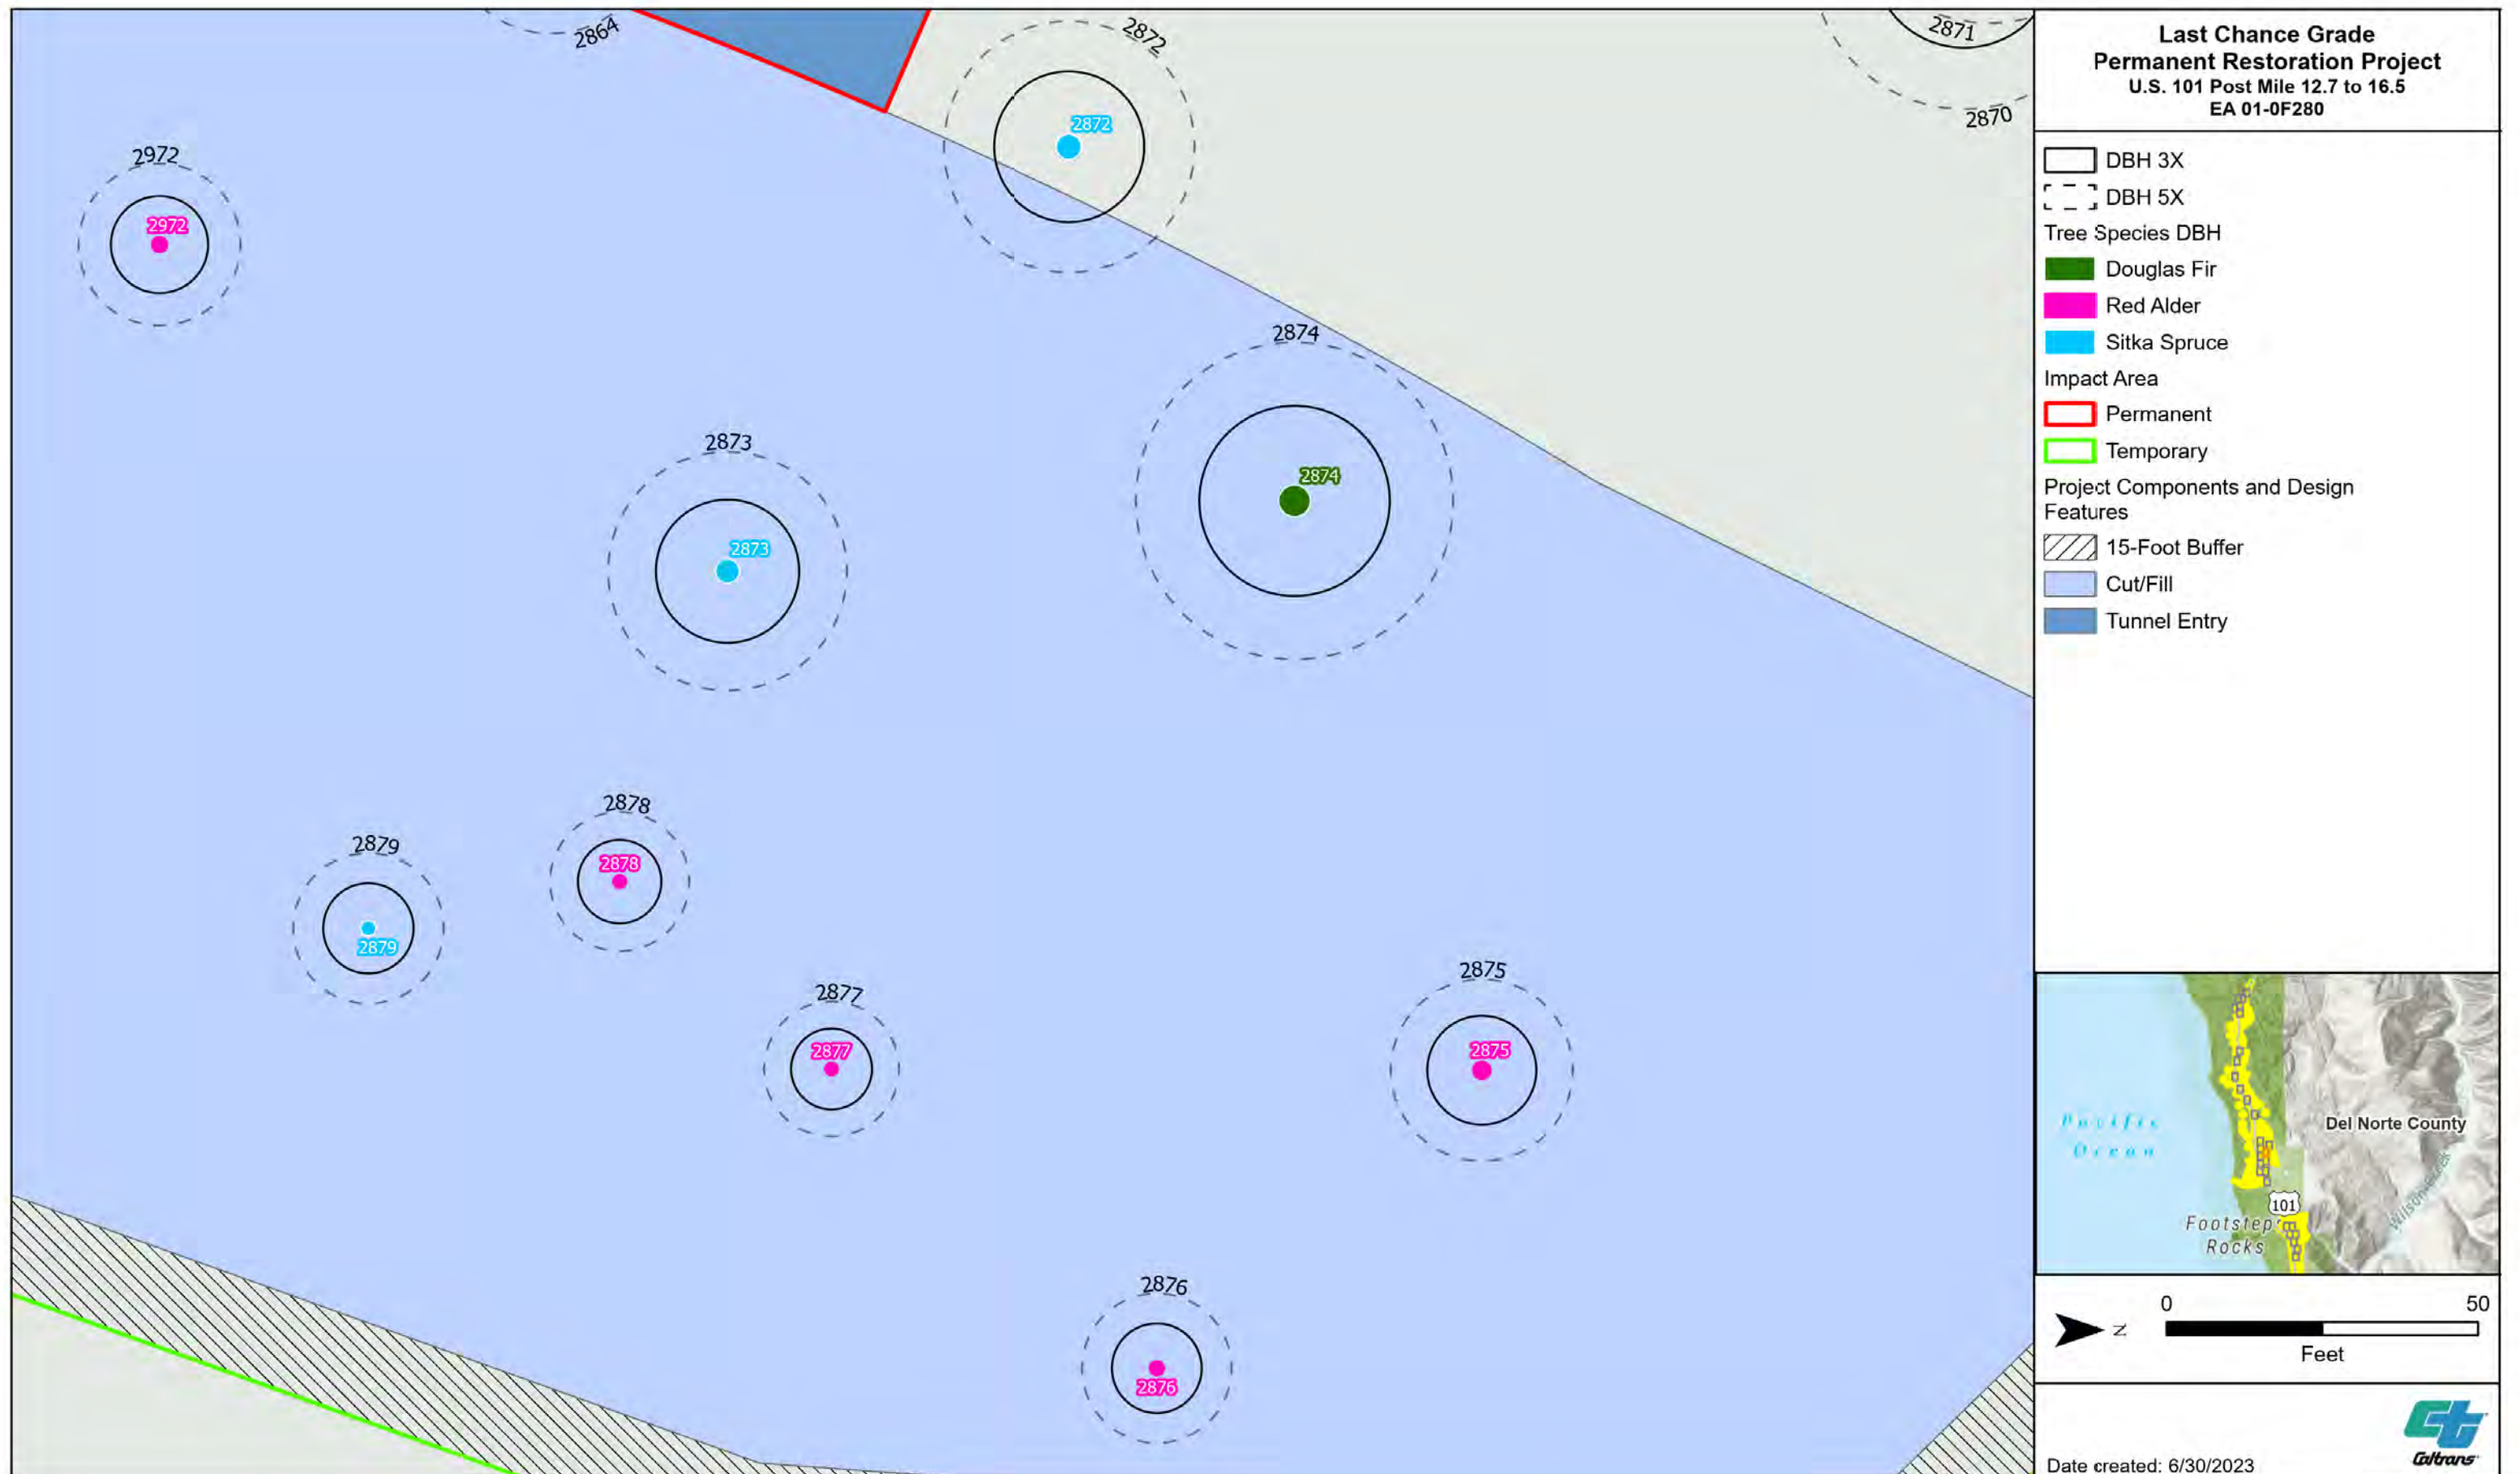 2864
2872
2871
2870
2872
2972
2972
2874
2874
2873
2873
2878
2878
2879
2879
2877
2877
2875
2875
2876
2876
Last Chance Grade
Permanent Restoration Project
U.S. 101 Post Mile 12.7 to 16.5
EA 01-0F280
DBH 3X
DBH 5X
Tree Species DBH
Douglas Fir
Red Alder
Sitka Spruce
Impact Area
Permanent
Temporary
Project Components and Design
Features
15-Foot Buffer
Cut/Fill
Tunnel Entry
Pacific
Ocean
Del Norte County
Wilson Creek
101
Footsteps
Rocks
N
0 50
Feet
Date created: 6/30/2023
Ct
Caltrans